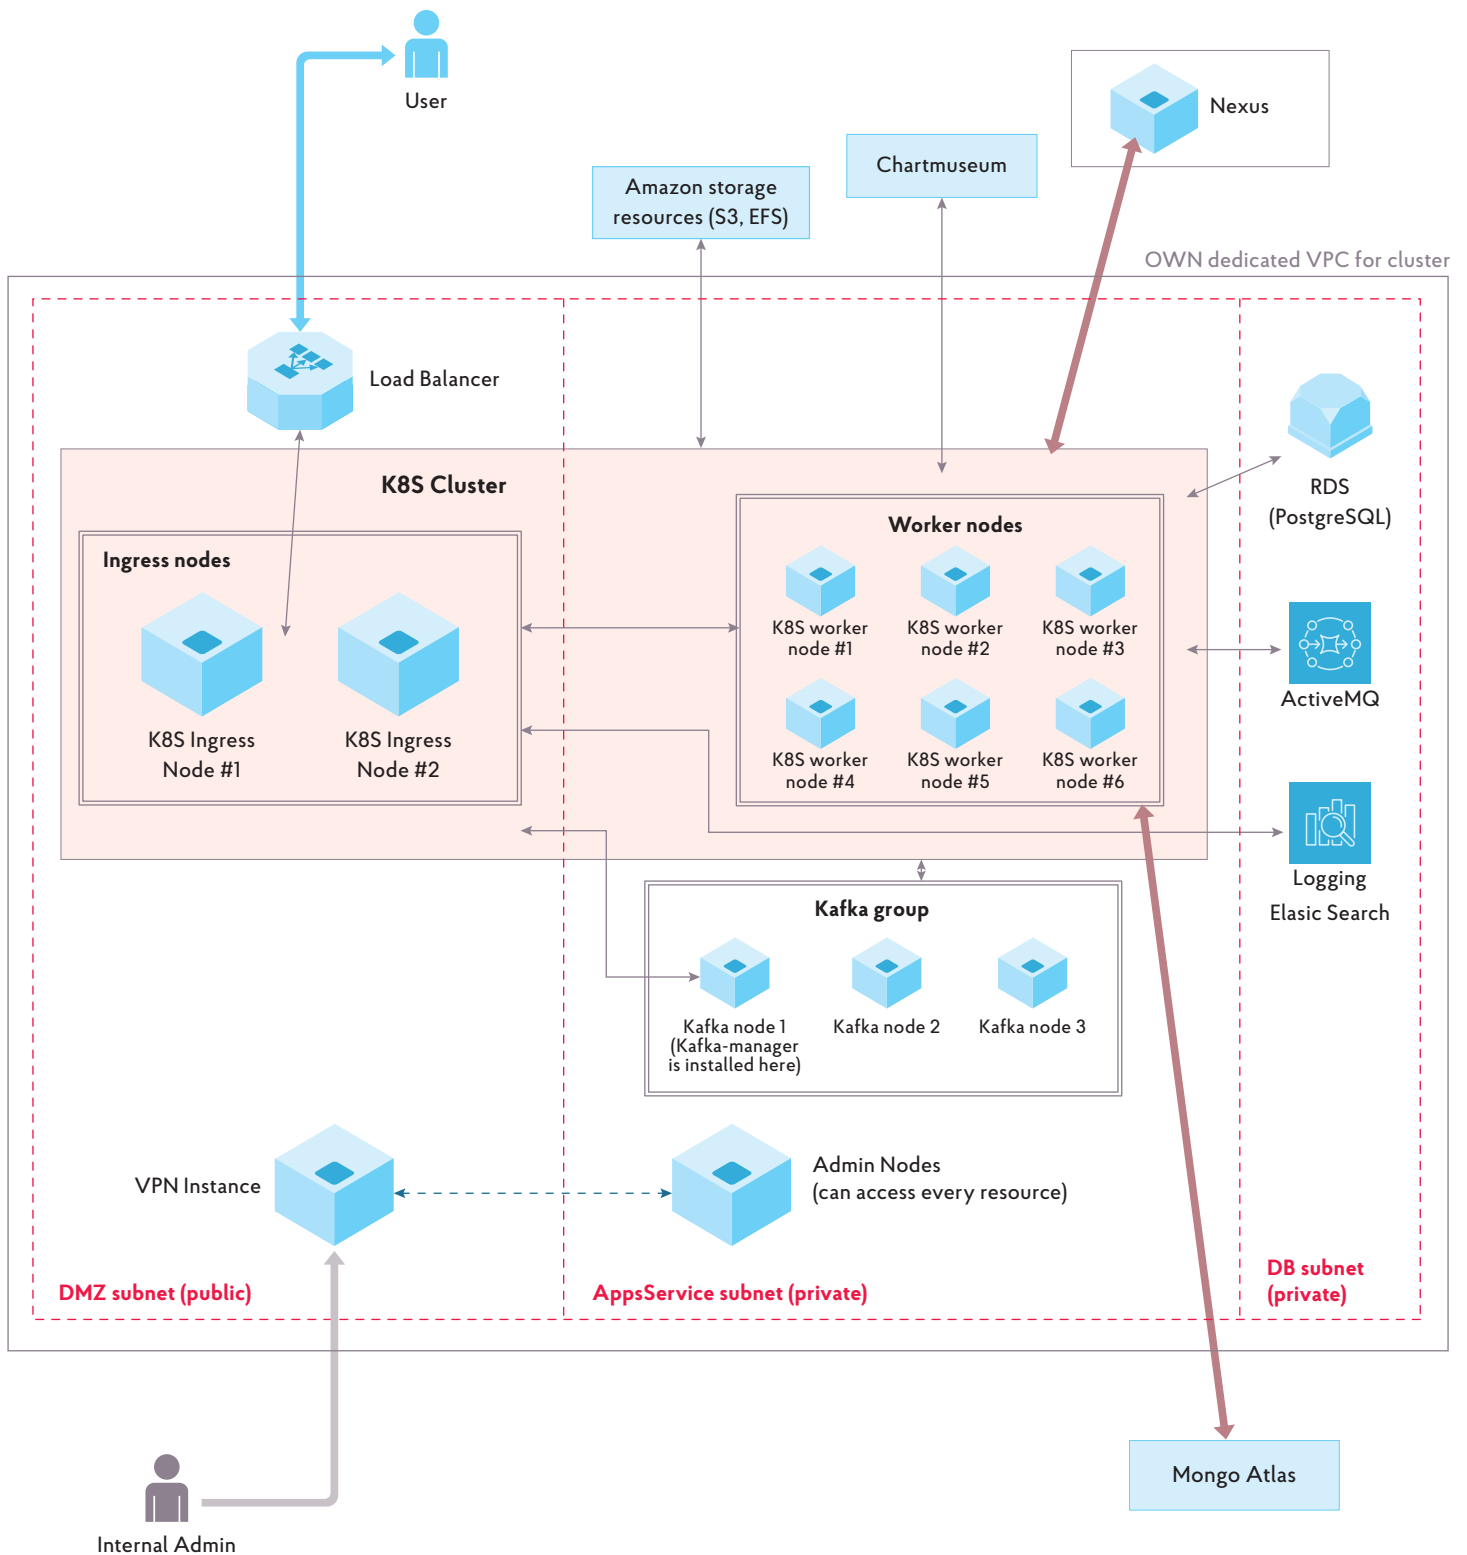 User
Nexus
Chartmuseum
Amazon storage
resources (S3, EFS)
OWN dedicated VPC for cluster
Load Balancer
K8S Cluster
RDS
(PostgreSQL)
Worker nodes
Ingress nodes
K8S worker
node #1
K8S worker
node #2
K8S worker
node #3
ActiveMQ
K8S Ingress
Node #1
K8S Ingress
Node #2
K8S worker
node #4
K8S worker
node #5
K8S worker
node #6
Logging
Elasic Search
Kafka group
Kafka node 1
(Kafka-manager
is installed here)
Kafka node 2
Kafka node 3
VPN Instance
Admin Nodes
(can access every resource)
DMZ subnet (public)
AppsService subnet (private)
DB subnet
(private)
Mongo Atlas
Internal Admin